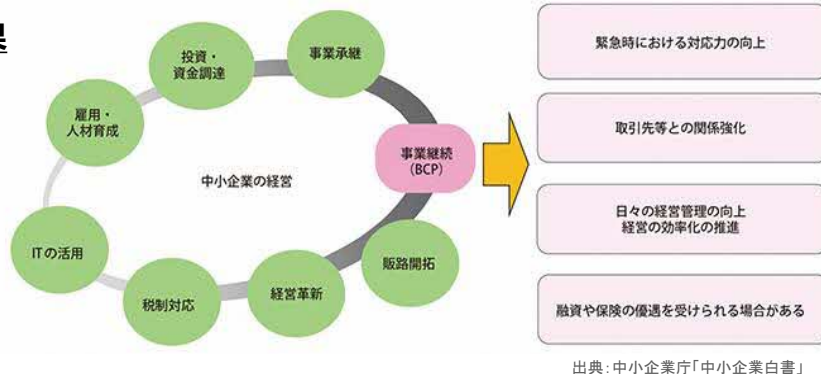 投資・
資金調達
事業承継
雇用・
人材育成
事業継続
（BCP）
中小企業の経営
ITの活用
販路開拓
税制対応
経営革新
緊急時における対応力の向上
取引先等との関係強化
日々の経営管理の向上
経営の効率化の推進
融資や保険の優遇を受けられる場合がある
出典：中小企業庁「中小企業白書」